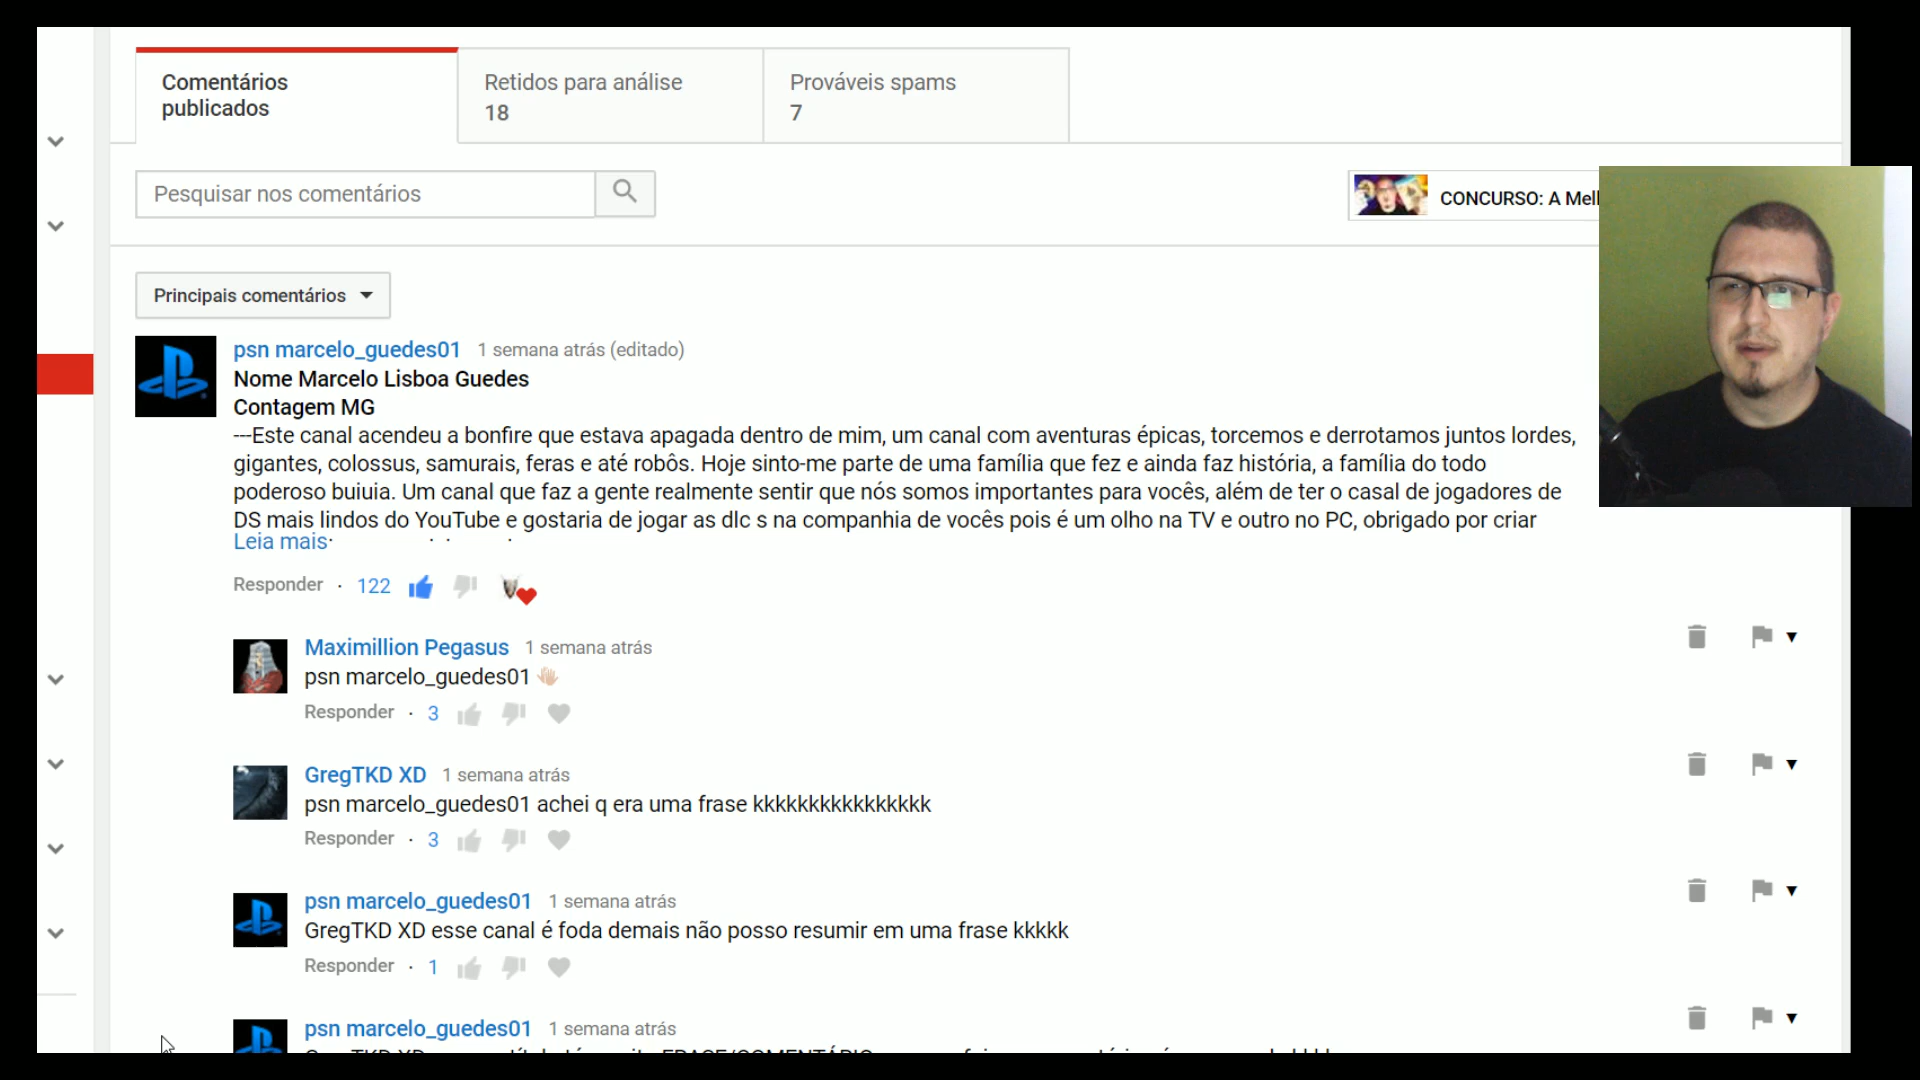 Comentários
publicados
Retidos para análise
18
Prováveis spams
7
Pesquisar nos comentários
CONCURSO: A Mel
Principais comentários
psn marcelo_guedes01 1 semana atrás (editado)
Nome Marcelo Lisboa Guedes
Contagem MG
---Este canal acendeu a bonfire que estava apagada dentro de mim, um canal com aventuras épicas, torcemos e derrotamos juntos lordes,
gigantes, colossus, samurais, feras e até robôs. Hoje sinto-me parte de uma família que fez e ainda faz história, a família do todo
poderoso buiuia. Um canal que faz a gente realmente sentir que nós somos importantes para vocês, além de ter o casal de jogadores de
DS mais lindos do YouTube e gostaria de jogar as dlc s na companhia de vocês pois é um olho na TV e outro no PC, obrigado por criar
Leia mais
Responder · 122
Maximillion Pegasus 1 semana atrás
psn marcelo_guedes01 👋🏻
Responder · 3
GregTKD XD 1 semana atrás
psn marcelo_guedes01 achei q era uma frase kkkkkkkkkkkkkkkk
Responder · 3
psn marcelo_guedes01 1 semana atrás
GregTKD XD esse canal é foda demais não posso resumir em uma frase kkkkk
Responder · 1
psn marcelo_guedes01 1 semana atrás